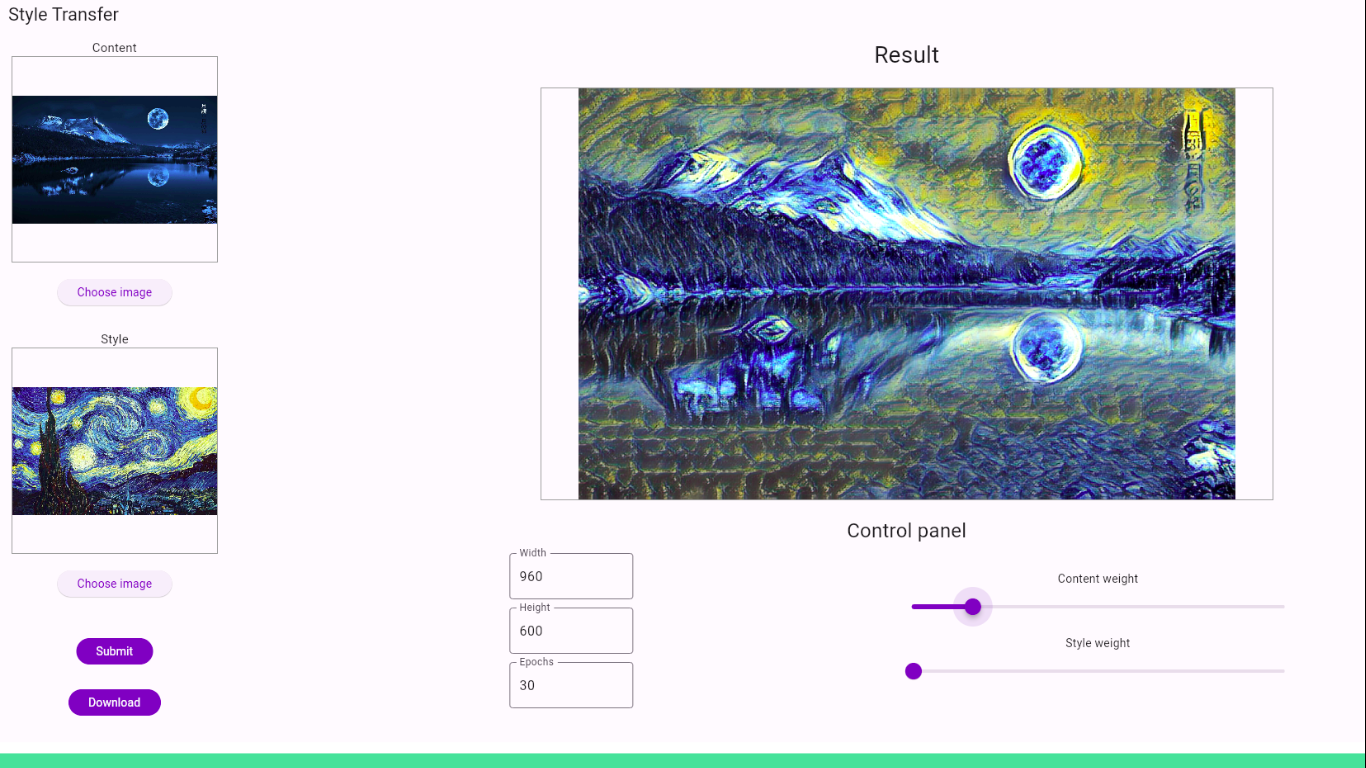 Style Transfer
Content
Choose image
Style
Choose image
Submit
Download
Result
Control panel
Width
960
Height
600
Epochs
30
Content weight
Style weight